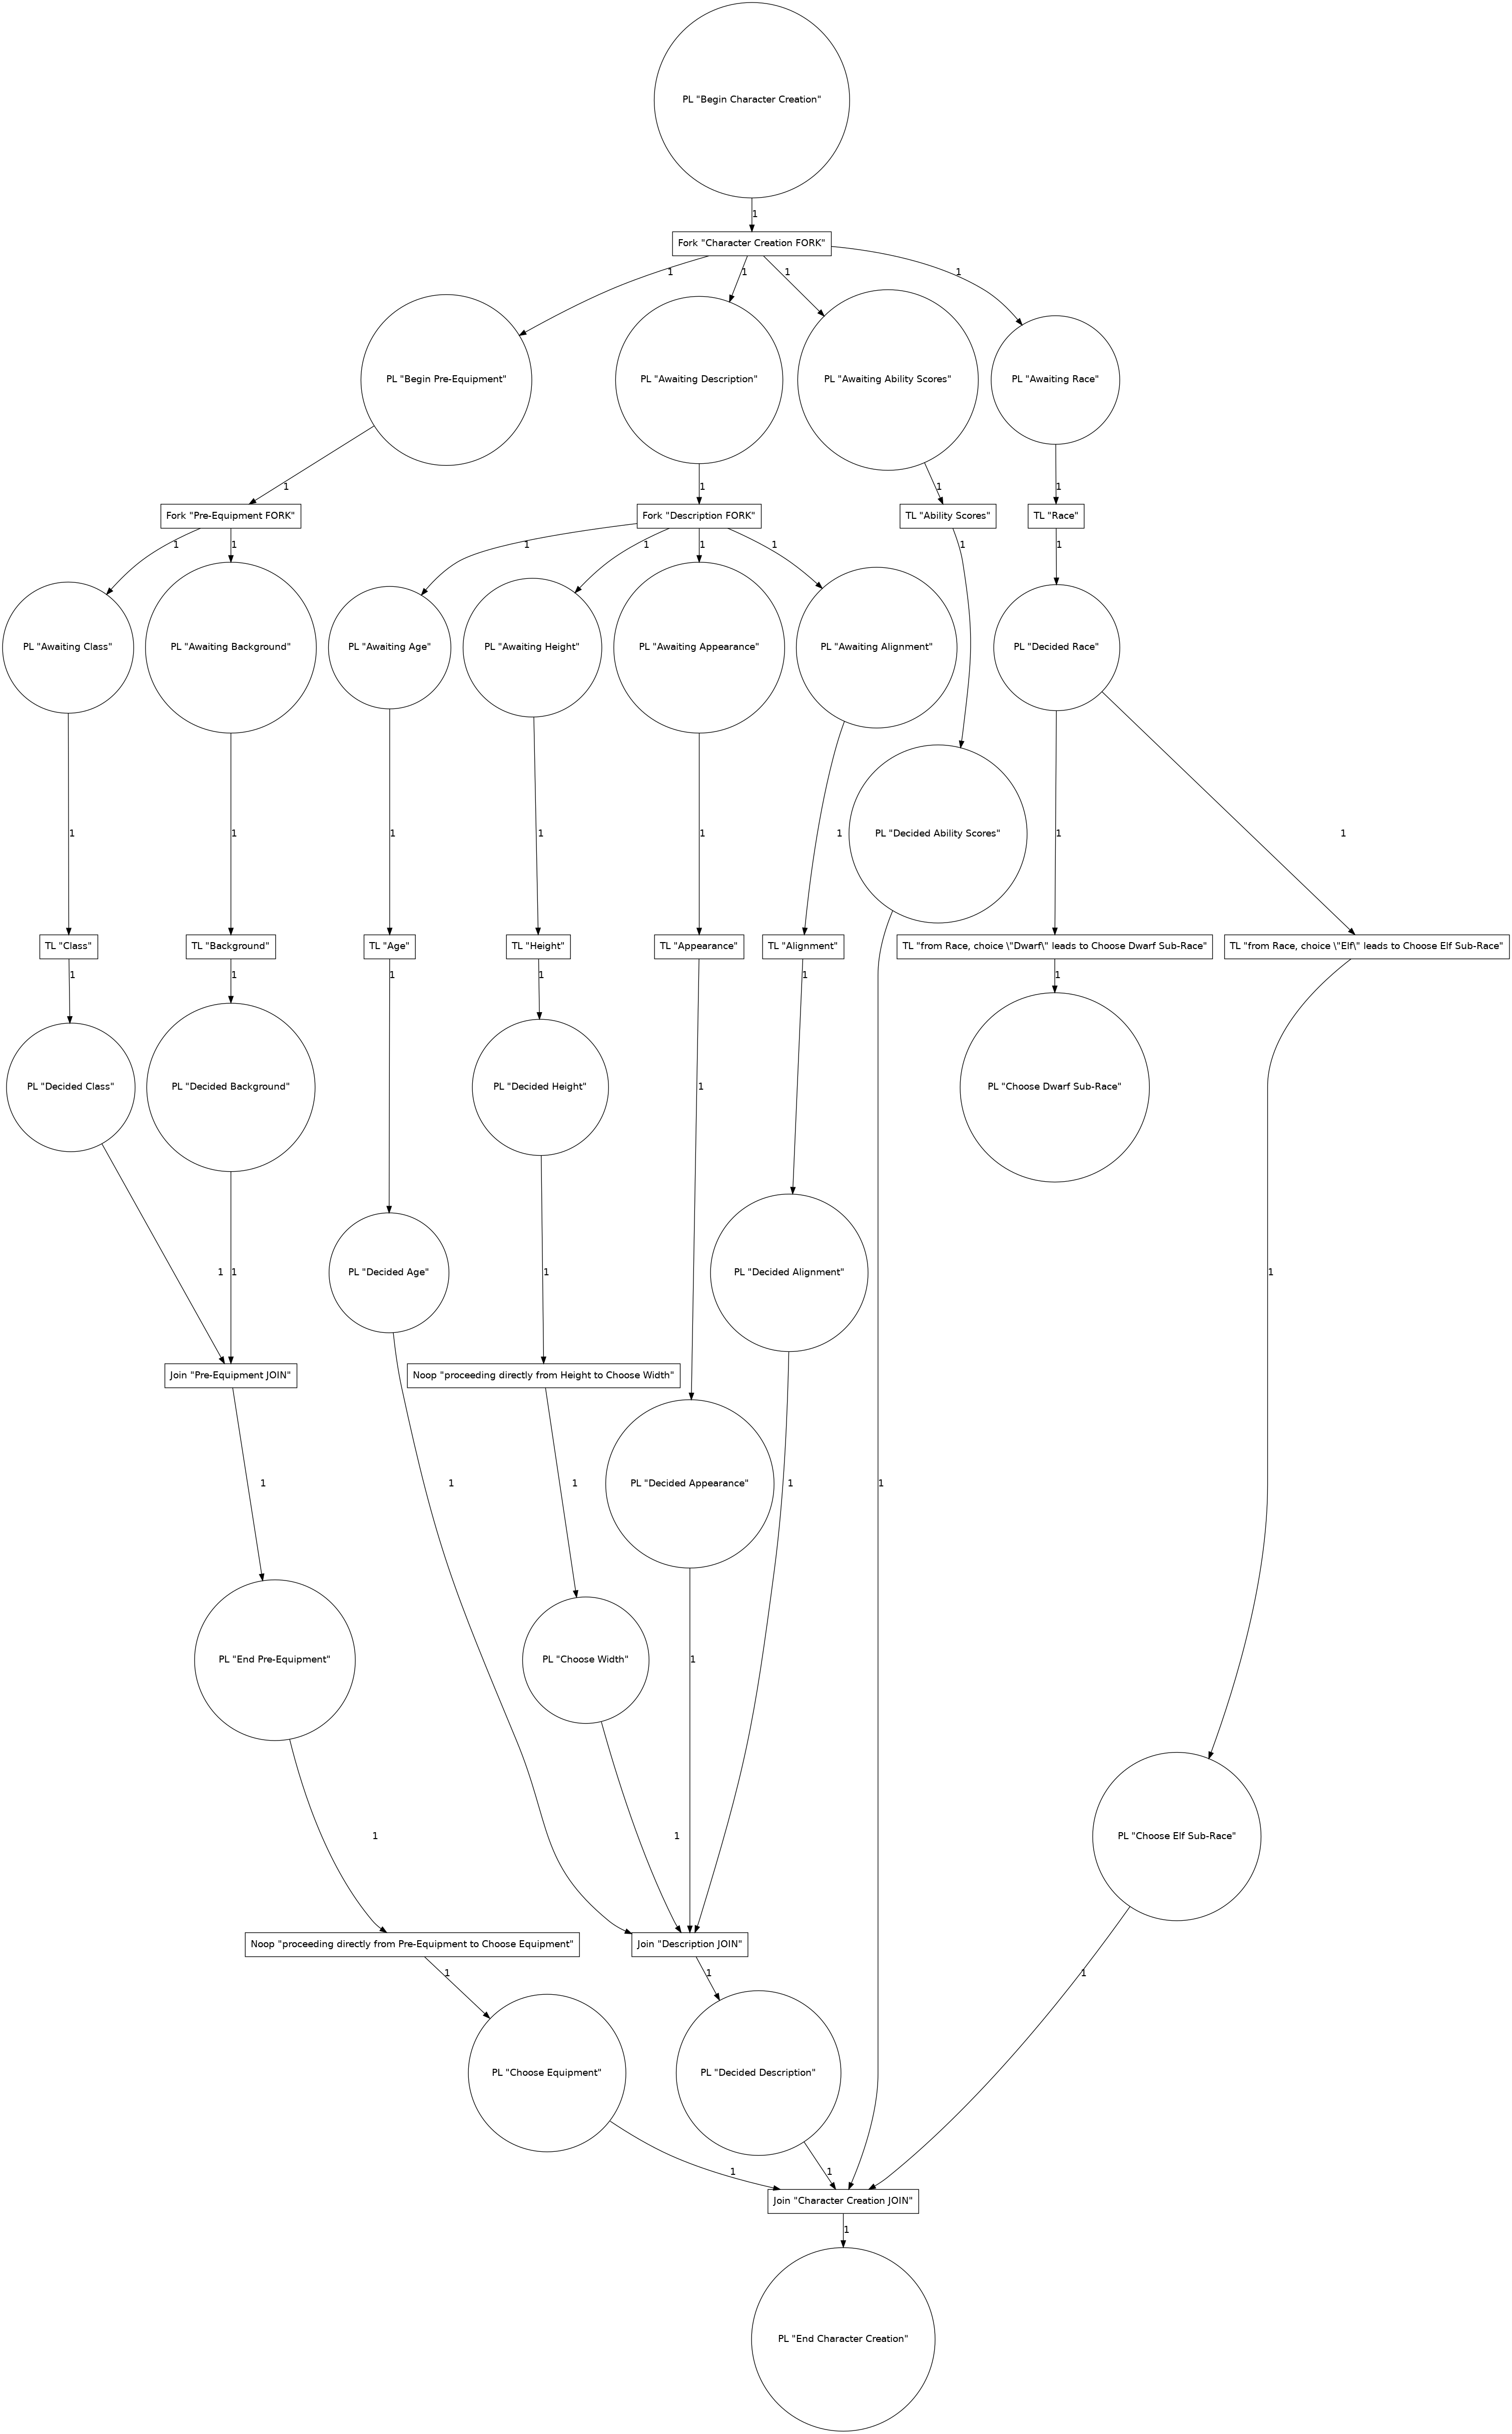 PL "Begin Character Creation"
1
Fork "Character Creation FORK"
1
1
1
1
PL "Begin Pre-Equipment"
PL "Awaiting Description"
PL "Awaiting Ability Scores"
PL "Awaiting Race"
1
1
1
1
Fork "Pre-Equipment FORK"
Fork "Description FORK"
TL "Ability Scores"
TL "Race"
1
1
1
1
1
1
1
1
PL "Awaiting Class"
PL "Awaiting Background"
PL "Awaiting Age"
PL "Awaiting Height"
PL "Awaiting Appearance"
PL "Awaiting Alignment"
PL "Decided Race"
1
1
1
1
1
1
PL "Decided Ability Scores"
1
1
TL "Class"
TL "Background"
TL "Age"
TL "Height"
TL "Appearance"
TL "Alignment"
TL "from Race, choice \"Dwarf\" leads to Choose Dwarf Sub-Race"
TL "from Race, choice \"Elf\" leads to Choose Elf Sub-Race"
1
1
1
1
1
1
PL "Decided Class"
PL "Decided Background"
PL "Decided Height"
1
PL "Choose Dwarf Sub-Race"
1
1
PL "Decided Age"
1
PL "Decided Alignment"
1
Join "Pre-Equipment JOIN"
Noop "proceeding directly from Height to Choose Width"
1
1
1
PL "Decided Appearance"
1
1
PL "End Pre-Equipment"
PL "Choose Width"
1
1
1
PL "Choose Elf Sub-Race"
Noop "proceeding directly from Pre-Equipment to Choose Equipment"
Join "Description JOIN"
1
1
1
PL "Choose Equipment"
PL "Decided Description"
1
1
Join "Character Creation JOIN"
1
PL "End Character Creation"